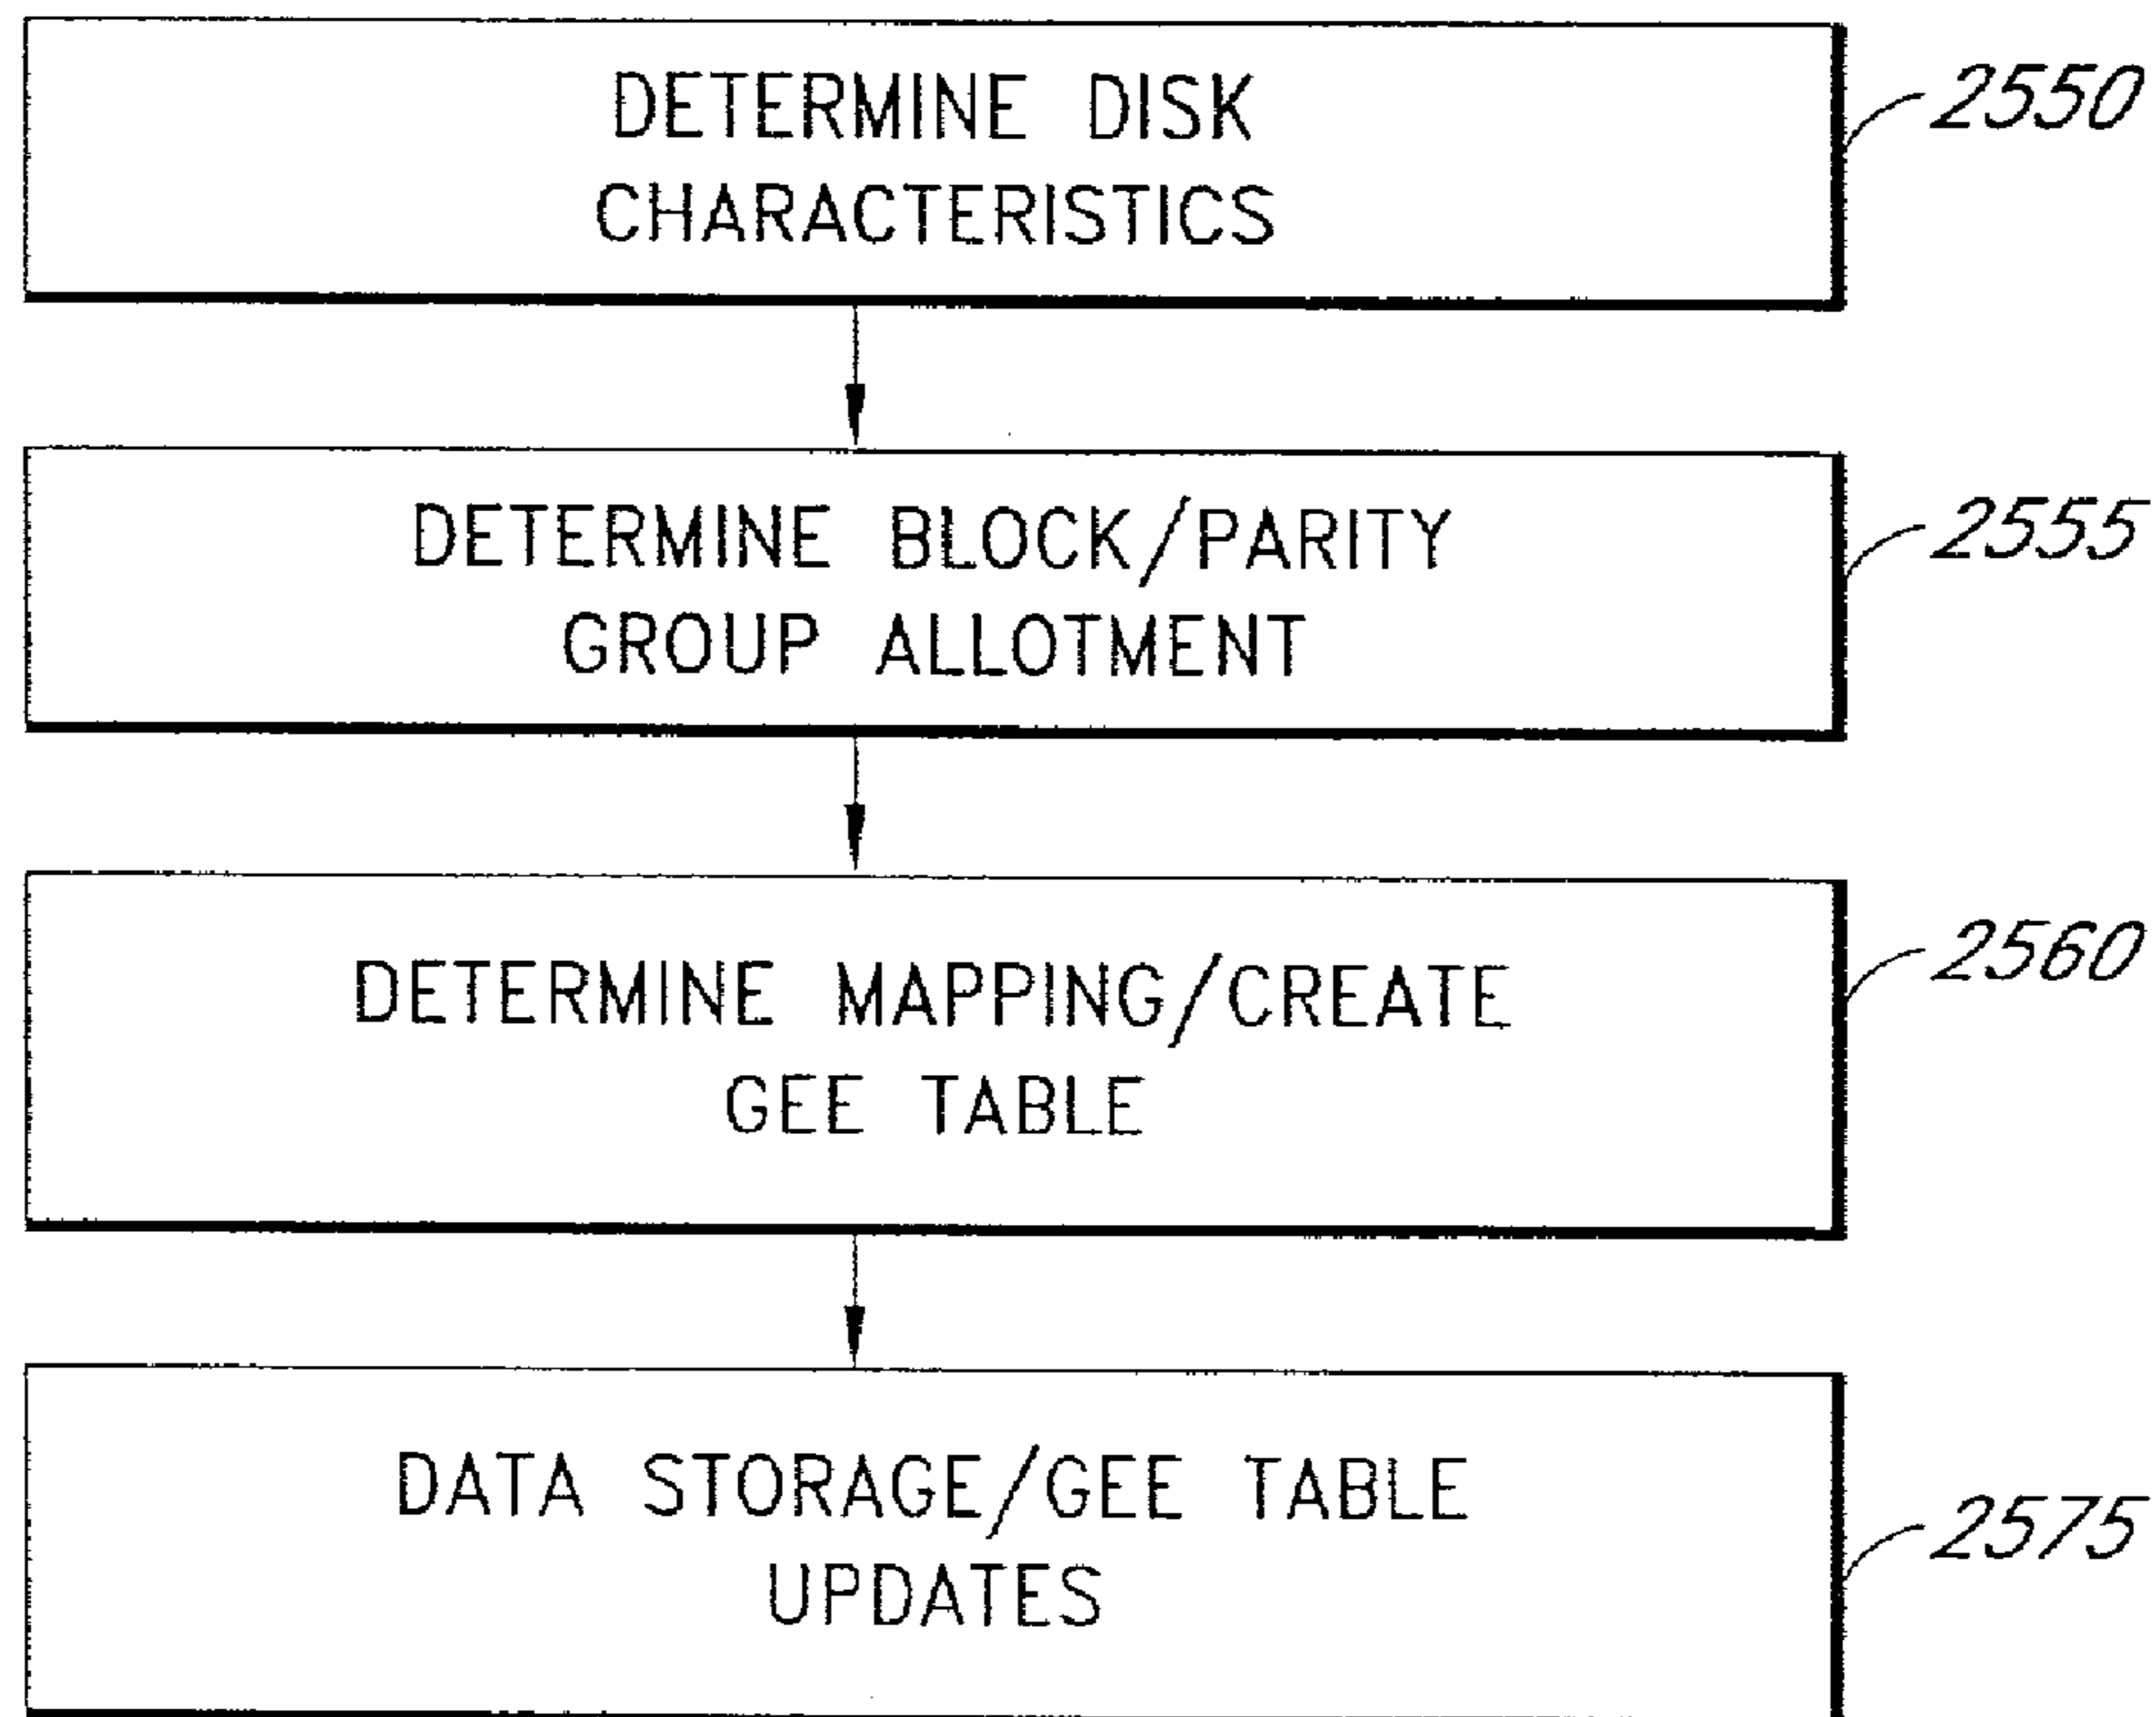 DETERMINE DISK
CHARACTERISTICS
2550
DETERMINE BLOCK/PARITY
GROUP ALLOTMENT
2555
DETERMINE MAPPING/CREATE
GEE TABLE
2560
DATA STORAGE/GEE TABLE
UPDATES
2575